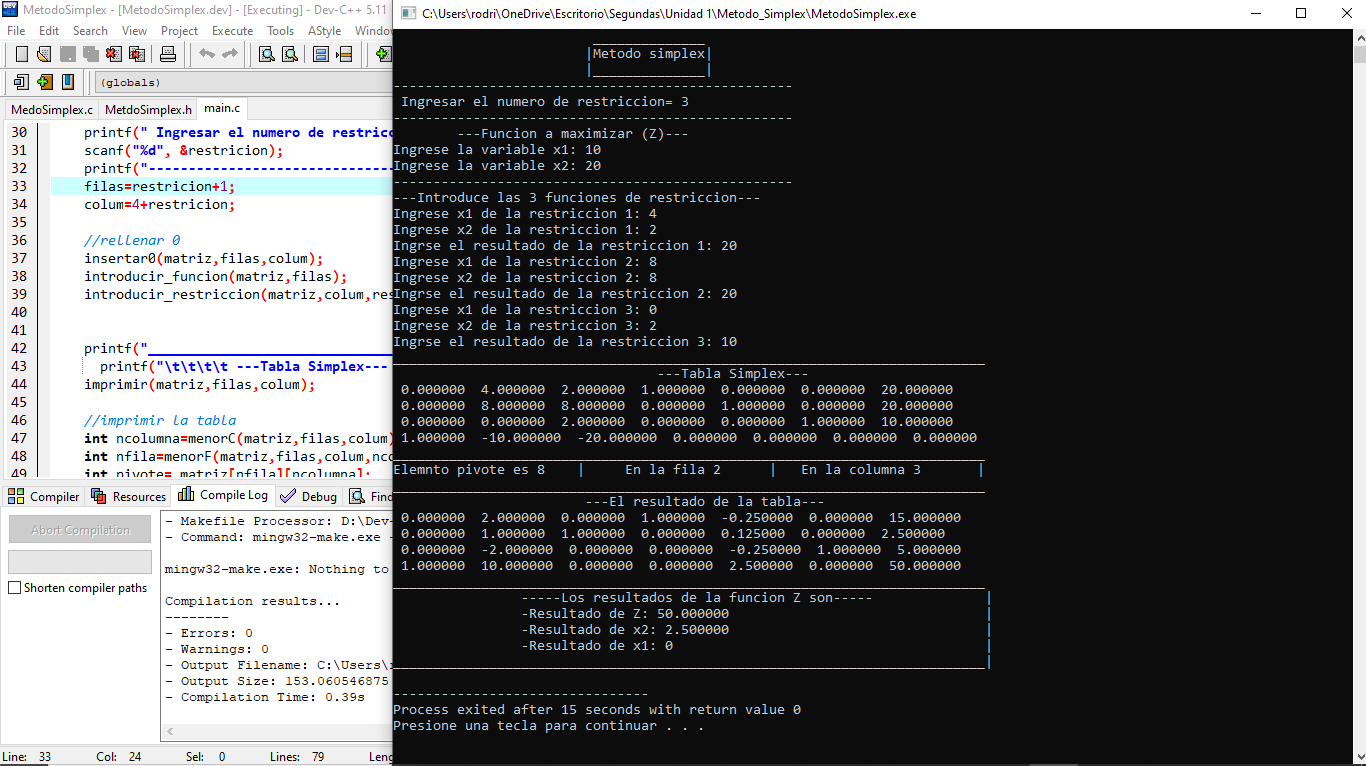 MetodoSimplex - [MetodoSimplex.dev] - [Executing] - Dev-C++ 5.11
File Edit Search View Project Execute Tools AStyle Window
(globals)
MedoSimplex.c MetdoSimplex.h main.c
30 printf(" Ingresar el numero de restricc
31 scanf("%d", &restricion);
32 printf("-------------------------------
33 filas=restricion+1;
34 colum=4+restricion;
35
36 //rellenar 0
37 insertar0(matriz,filas,colum);
38 introducir_funcion(matriz,filas);
39 introducir_restriccion(matriz,colum,res
40
41
42 printf("_______________________________
43 printf("\t\t\t\t ---Tabla Simplex---
44 imprimir(matriz,filas,colum);
45
46 //imprimir la tabla
47 int ncolumna=menorC(matriz,filas,colum)
48 int nfila=menorF(matriz,filas,colum,nco
49 int pivote= matriz[nfila][ncolumna];
Compiler Resources Compile Log Debug Find
Abort Compilation
Shorten compiler paths
- Makefile Processor: D:\Dev-
- Command: mingw32-make.exe -
mingw32-make.exe: Nothing to
Compilation results...
--------
- Errors: 0
- Warnings: 0
- Output Filename: C:\Users\r
- Output Size: 153.060546875
- Compilation Time: 0.39s
Line: 33 Col: 24 Sel: 0 Lines: 79 Leng
C:\Users\rodri\OneDrive\Escritorio\Segundas\Unidad 1\Metodo_Simplex\MetodoSimplex.exe
______________
|Metodo simplex|
|______________|
--------------------------------------------------
Ingresar el numero de restriccion= 3
--------------------------------------------------
---Funcion a maximizar (Z)---
Ingrese la variable x1: 10
Ingrese la variable x2: 20
--------------------------------------------------
---Introduce las 3 funciones de restriccion---
Ingrese x1 de la restriccion 1: 4
Ingrese x2 de la restriccion 1: 2
Ingrse el resultado de la restriccion 1: 20
Ingrese x1 de la restriccion 2: 8
Ingrese x2 de la restriccion 2: 8
Ingrse el resultado de la restriccion 2: 20
Ingrese x1 de la restriccion 3: 0
Ingrese x2 de la restriccion 3: 2
Ingrse el resultado de la restriccion 3: 10
__________________________________________________________________________
---Tabla Simplex---
0.000000 4.000000 2.000000 1.000000 0.000000 0.000000 20.000000
0.000000 8.000000 8.000000 0.000000 1.000000 0.000000 20.000000
0.000000 0.000000 2.000000 0.000000 0.000000 1.000000 10.000000
1.000000 -10.000000 -20.000000 0.000000 0.000000 0.000000 0.000000
__________________________________________________________________________
Elemnto pivote es 8 | En la fila 2 | En la columna 3 |
__________________________________________________________________________
---El resultado de la tabla---
0.000000 2.000000 0.000000 1.000000 -0.250000 0.000000 15.000000
0.000000 1.000000 1.000000 0.000000 0.125000 0.000000 2.500000
0.000000 -2.000000 0.000000 0.000000 -0.250000 1.000000 5.000000
1.000000 10.000000 0.000000 0.000000 2.500000 0.000000 50.000000
__________________________________________________________________________
-----Los resultados de la funcion Z son----- |
-Resultado de Z: 50.000000 |
-Resultado de x2: 2.500000 |
-Resultado de x1: 0 |
__________________________________________________________________________|
--------------------------------
Process exited after 15 seconds with return value 0
Presione una tecla para continuar . . .